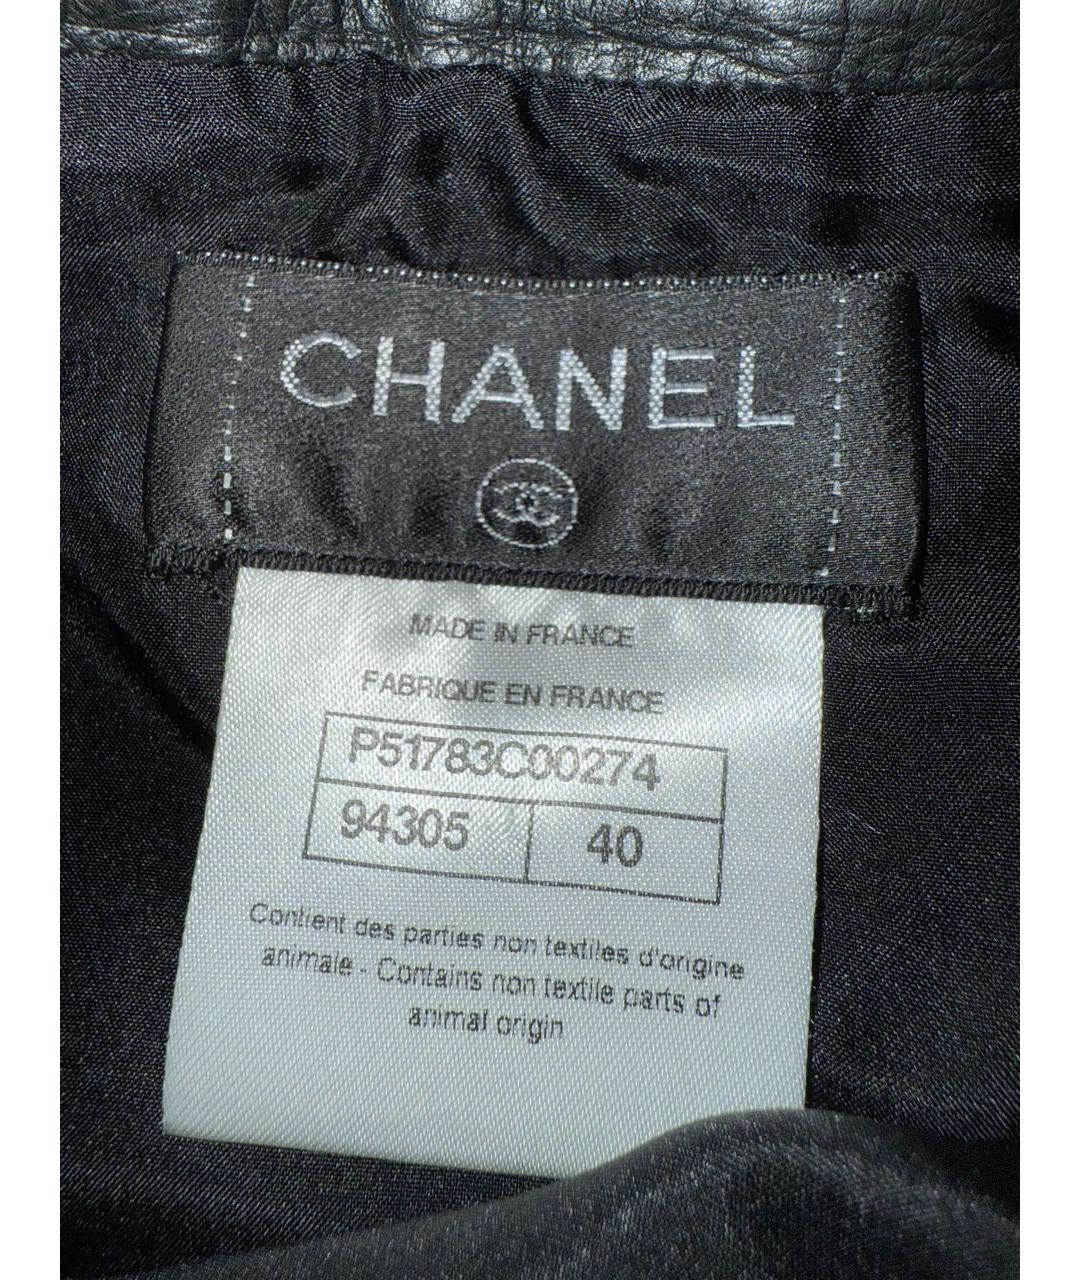 CHANEL
MADE IN FRANCE
FABRIQUE EN FRANCE
P51783C00274
94305 40
Contient des parties non textiles d'origine
animale - Contains non textile parts of
animal origin